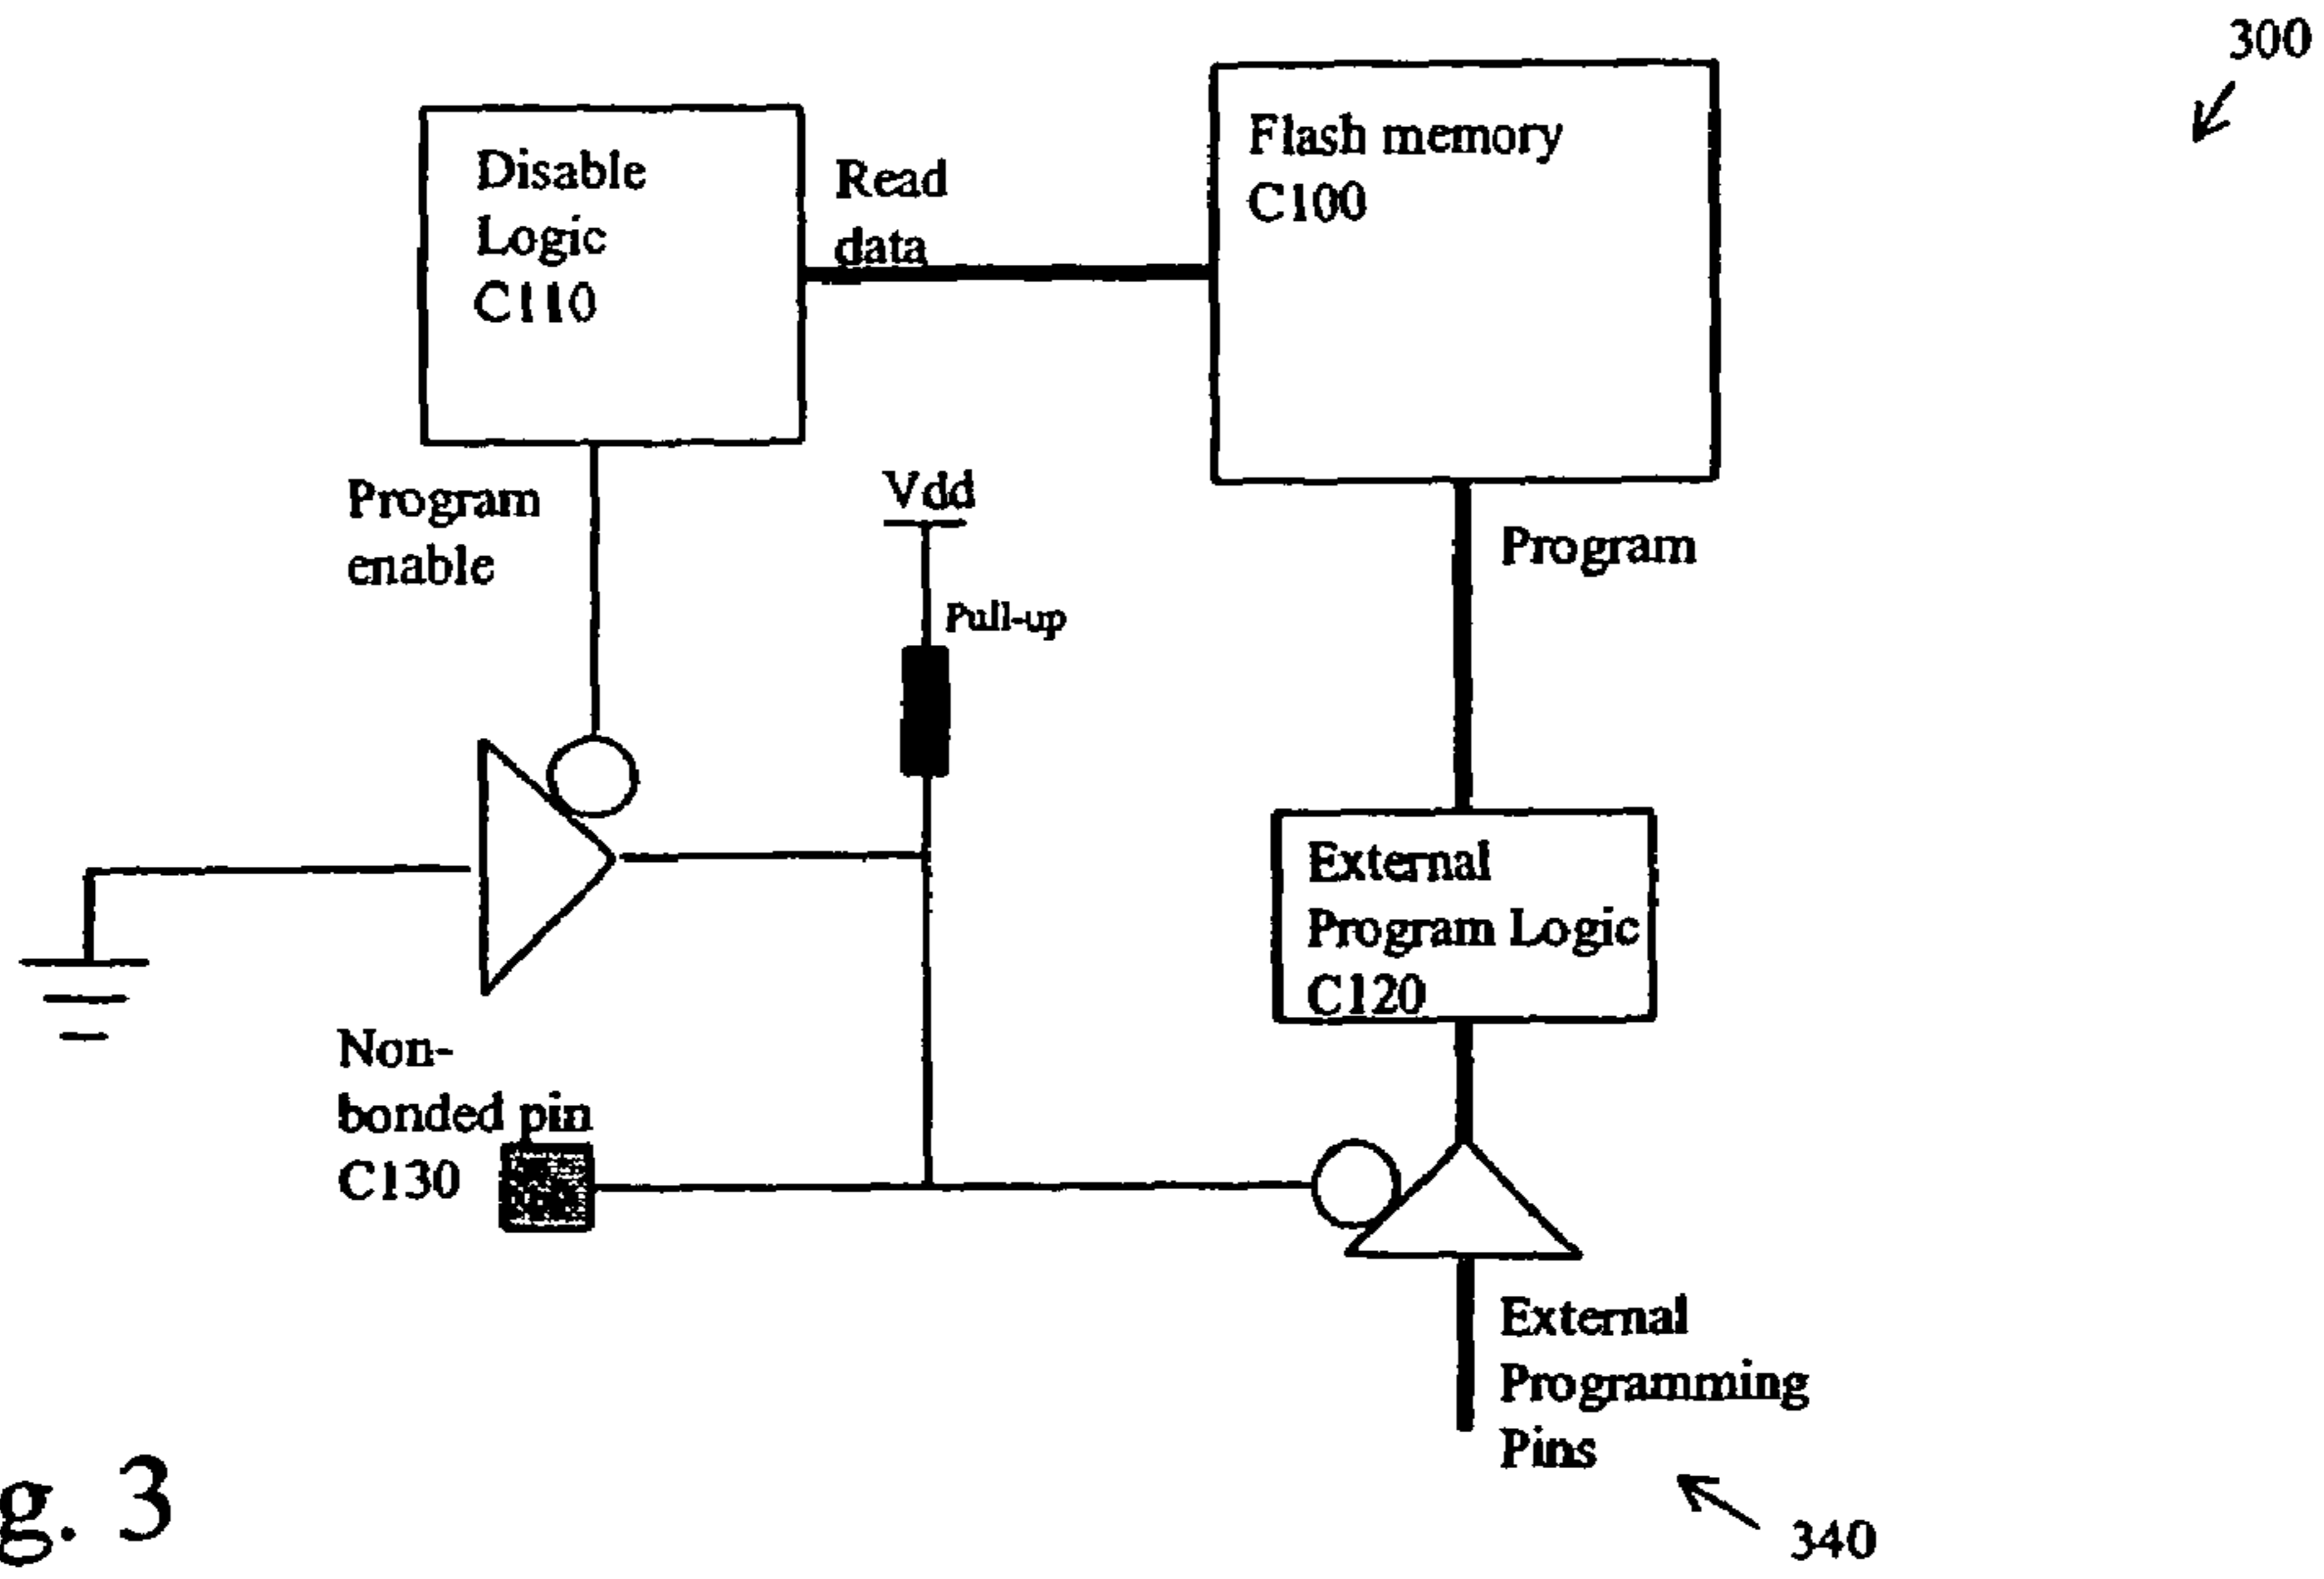 300
Disable
Logic
C110
Read
data
Flash memory
C100
Program
enable
Vdd
Pull-up
Program
External
Program Logic
C120
Non-
bonded pin
C130
External
Programming
Pins
340
g. 3